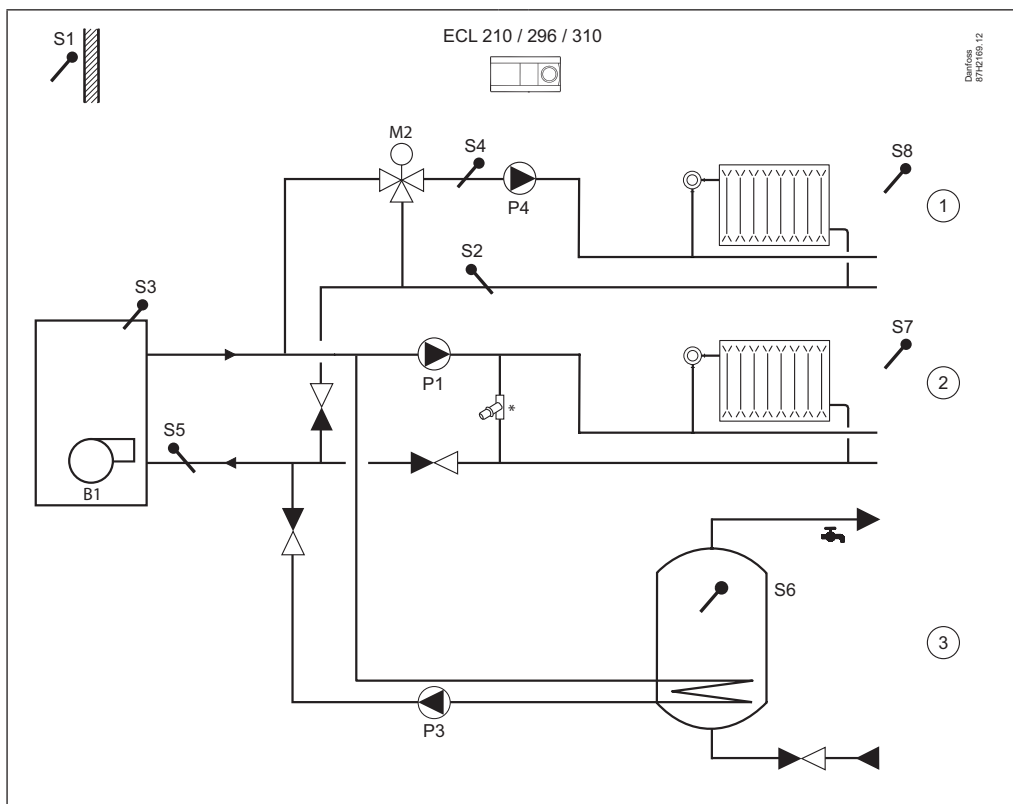 S1
ECL 210 / 296 / 310
Danfoss
87H2169.12
M2
S4
P4
S8
1
S2
S3
S7
P1
*
2
S5
B1
S6
3
P3